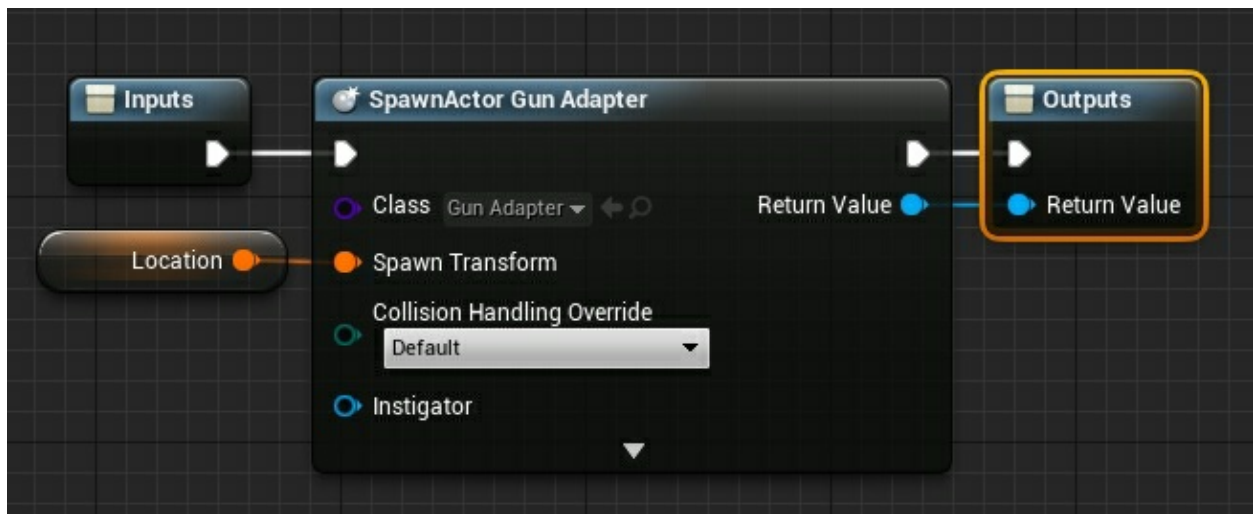 Inputs
SpawnActor Gun Adapter
Outputs
Class Gun Adapter
Return Value
Return Value
Location
Spawn Transform
Collision Handling Override
Default
Instigator